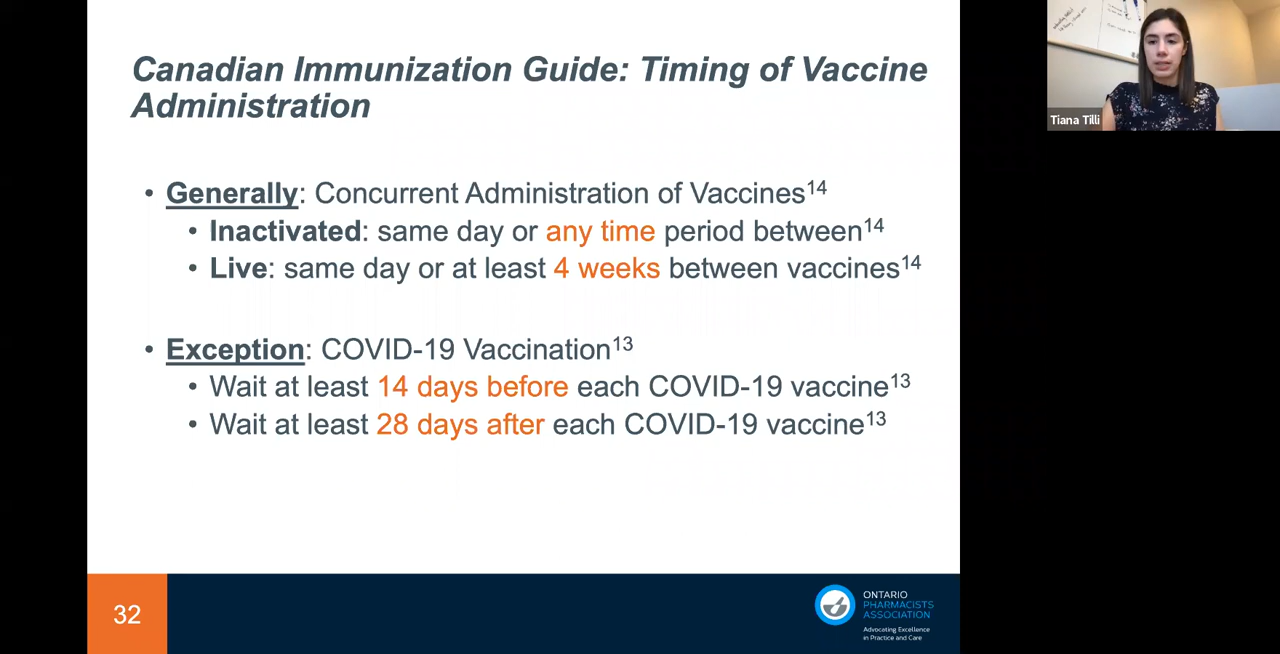 Canadian Immunization Guide: Timing of Vaccine
Administration
• Generally: Concurrent Administration of Vaccines14
• Inactivated: same day or any time period between14
• Live: same day or at least 4 weeks between vaccines14
• Exception: COVID-19 Vaccination13
• Wait at least 14 days before each COVID-19 vaccine13
• Wait at least 28 days after each COVID-19 vaccine13
32
ONTARIO
PHARMACISTS
ASSOCIATION
Advocating Excellence
in Practice and Care
Tiana Tilli